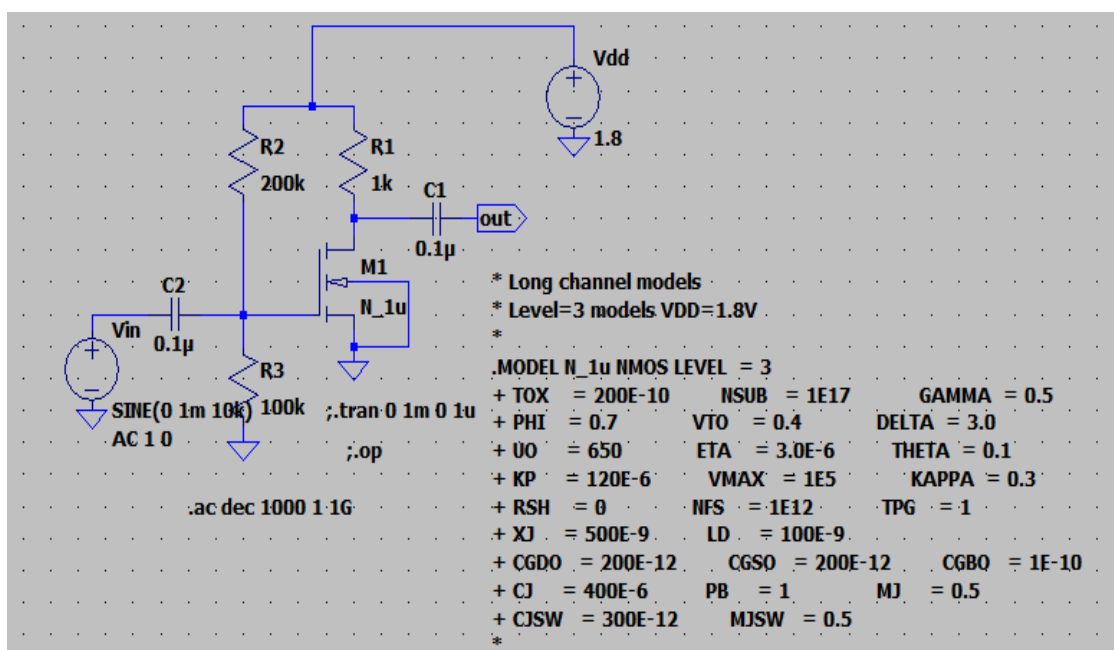 Vdd
1.8
R2
200k
R1
1k
C1
0.1µ
out
M1
N_1u
C2
0.1µ
Vin
SINE(0 1m 10k)
AC 1 0
R3
100k
;.tran 0 1m 0 1u
;.op
.ac dec 1000 1 1G
* Long channel models
* Level=3 models VDD=1.8V
*
.MODEL N_1u NMOS LEVEL = 3
+ TOX = 200E-10 NSUB = 1E17 GAMMA = 0.5
+ PHI = 0.7 VTO = 0.4 DELTA = 3.0
+ UO = 650 ETA = 3.0E-6 THETA = 0.1
+ KP = 120E-6 VMAX = 1E5 KAPPA = 0.3
+ RSH = 0 NFS = 1E12 TPG = 1
+ XJ = 500E-9 LD = 100E-9
+ CGDO = 200E-12 CGSO = 200E-12 CGBO = 1E-10
+ CJ = 400E-6 PB = 1 MJ = 0.5
+ CJSW = 300E-12 MJSW = 0.5
*